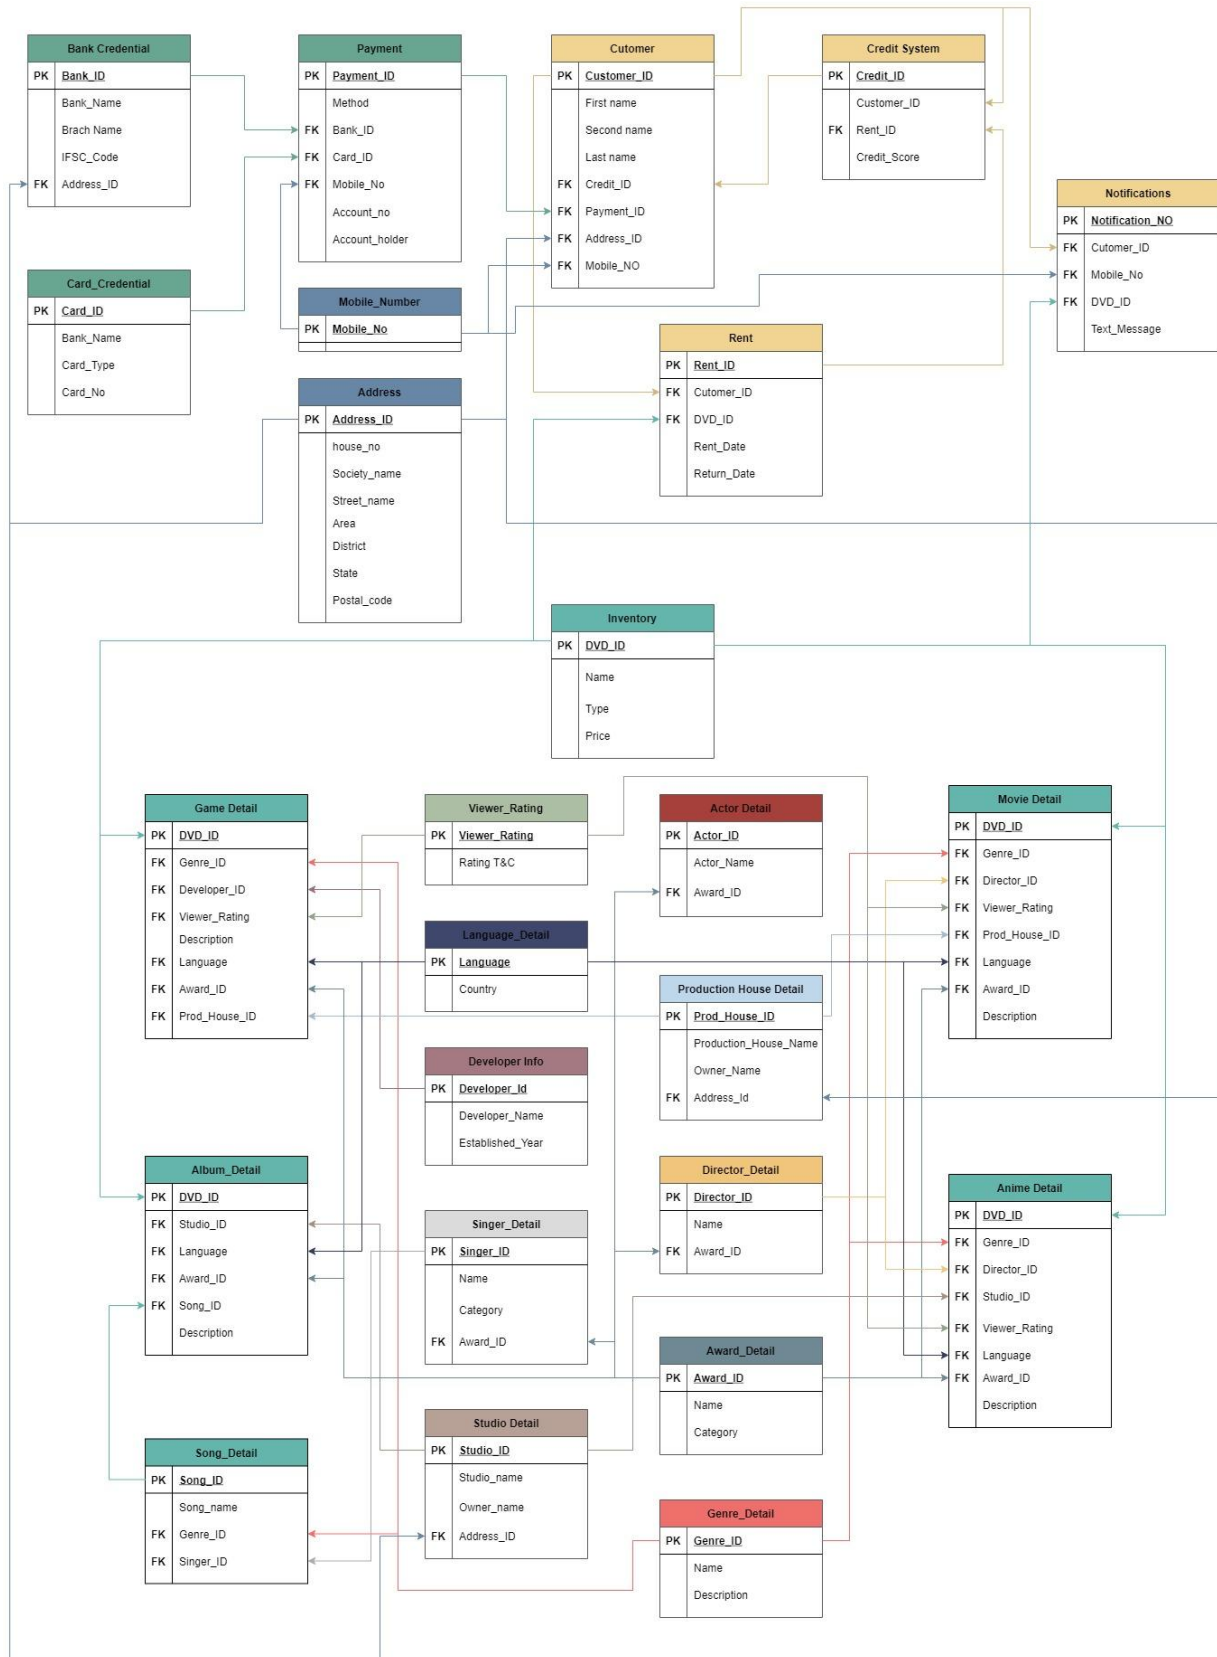 Bank Credential
PK Bank_ID
Bank_Name
Brach Name
IFSC_Code
FK Address_ID
Payment
PK Payment_ID
Method
FK Bank_ID
FK Card_ID
FK Mobile_No
Account_no
Account_holder
Cutomer
PK Customer_ID
First name
Second name
Last name
FK Credit_ID
FK Payment_ID
FK Address_ID
FK Mobile_NO
Credit System
PK Credit_ID
Customer_ID
FK Rent_ID
Credit_Score
Notifications
PK Notification_NO
FK Cutomer_ID
FK Mobile_No
FK DVD_ID
Text_Message
Card_Credential
PK Card_ID
Bank_Name
Card_Type
Card_No
Mobile_Number
PK Mobile_No
Rent
PK Rent_ID
FK Cutomer_ID
FK DVD_ID
Rent_Date
Return_Date
Address
PK Address_ID
house_no
Society_name
Street_name
Area
District
State
Postal_code
Inventory
PK DVD_ID
Name
Type
Price
Game Detail
PK DVD_ID
FK Genre_ID
FK Developer_ID
FK Viewer_Rating
Description
FK Language
FK Award_ID
FK Prod_House_ID
Viewer_Rating
PK Viewer_Rating
Rating T&C
Actor Detail
PK Actor_ID
Actor_Name
FK Award_ID
Movie Detail
PK DVD_ID
FK Genre_ID
FK Director_ID
FK Viewer_Rating
FK Prod_House_ID
FK Language
FK Award_ID
Description
Language_Detail
PK Language
Country
Production House Detail
PK Prod_House_ID
Production_House_Name
Owner_Name
FK Address_Id
Developer Info
PK Developer_Id
Developer_Name
Established_Year
Album_Detail
PK DVD_ID
FK Studio_ID
FK Language
FK Award_ID
FK Song_ID
Description
Singer_Detail
PK Singer_ID
Name
Category
FK Award_ID
Director_Detail
PK Director_ID
Name
FK Award_ID
Anime Detail
PK DVD_ID
FK Genre_ID
FK Director_ID
FK Studio_ID
FK Viewer_Rating
FK Language
FK Award_ID
Description
Award_Detail
PK Award_ID
Name
Category
Song_Detail
PK Song_ID
Song_name
FK Genre_ID
FK Singer_ID
Studio Detail
PK Studio_ID
Studio_name
Owner_name
FK Address_ID
Genre_Detail
PK Genre_ID
Name
Description